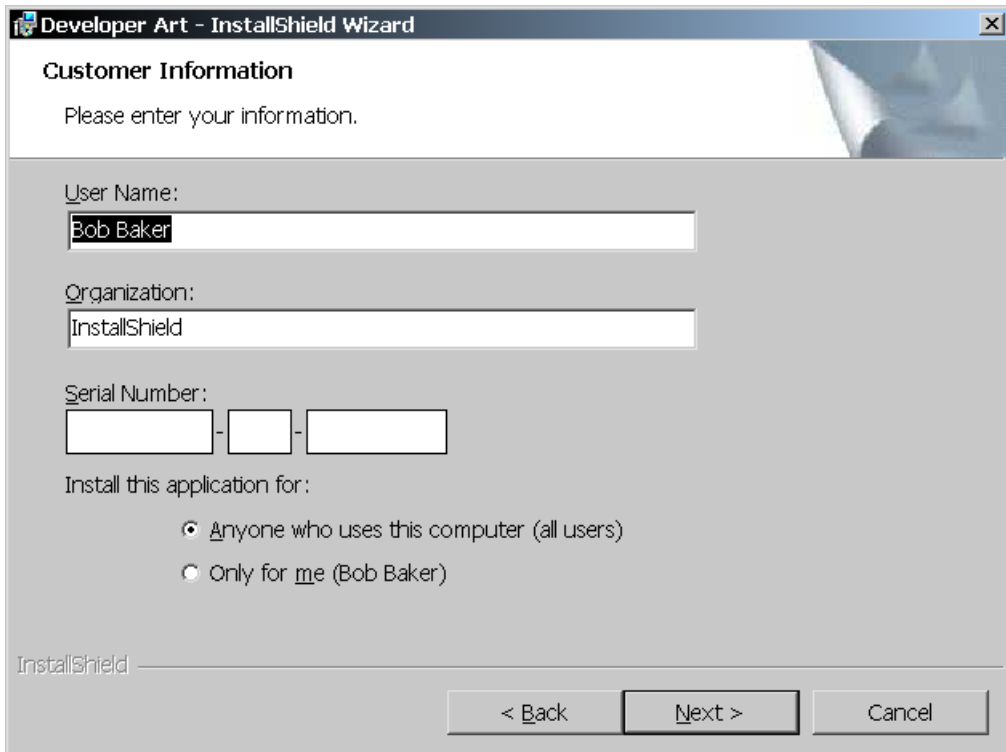 Developer Art - InstallShield Wizard
Customer Information
Please enter your information.
User Name:
Bob Baker
Organization:
InstallShield
Serial Number:
- -
Install this application for:
Anyone who uses this computer (all users)
Only for me (Bob Baker)
InstallShield
< Back Next > Cancel